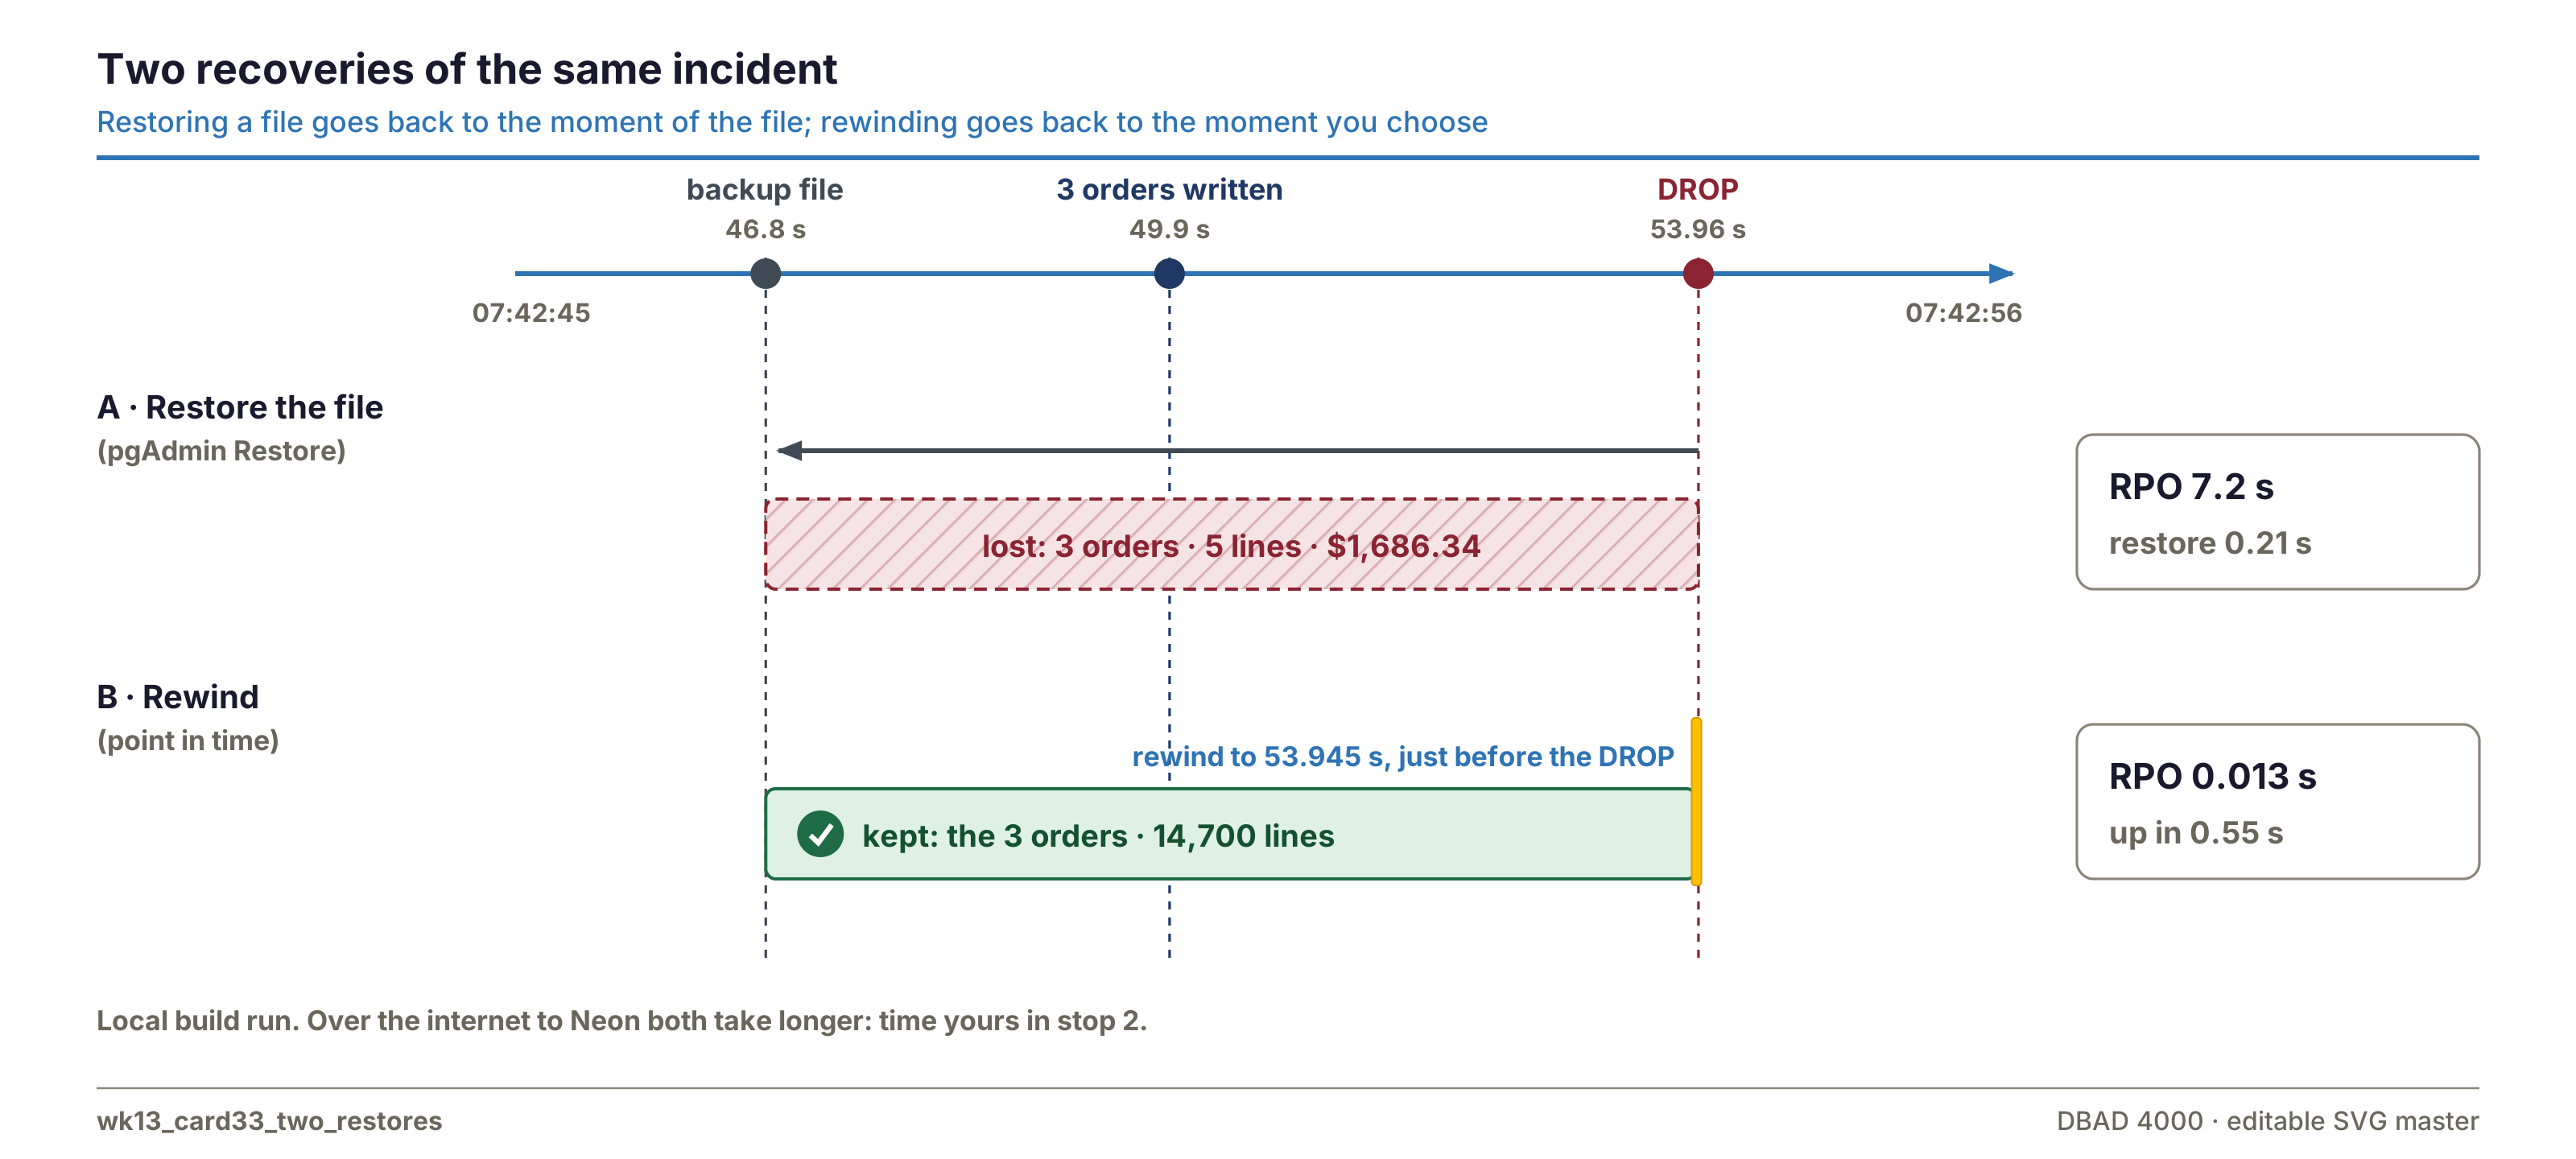 Two recoveries of the same incident
Restoring a file goes back to the moment of the file; rewinding goes back to the moment you choose
backup file
46.8 s
3 orders written
49.9 s
DROP
53.96 s
07:42:45
07:42:56
A · Restore the file
(pgAdmin Restore)
lost: 3 orders · 5 lines · $1,686.34
RPO 7.2 s
restore 0.21 s
B · Rewind
(point in time)
rewind to 53.945 s, just before the DROP
kept: the 3 orders · 14,700 lines
RPO 0.013 s
up in 0.55 s
Local build run. Over the internet to Neon both take longer: time yours in stop 2.
wk13_card33_two_restores
DBAD 4000 · editable SVG master